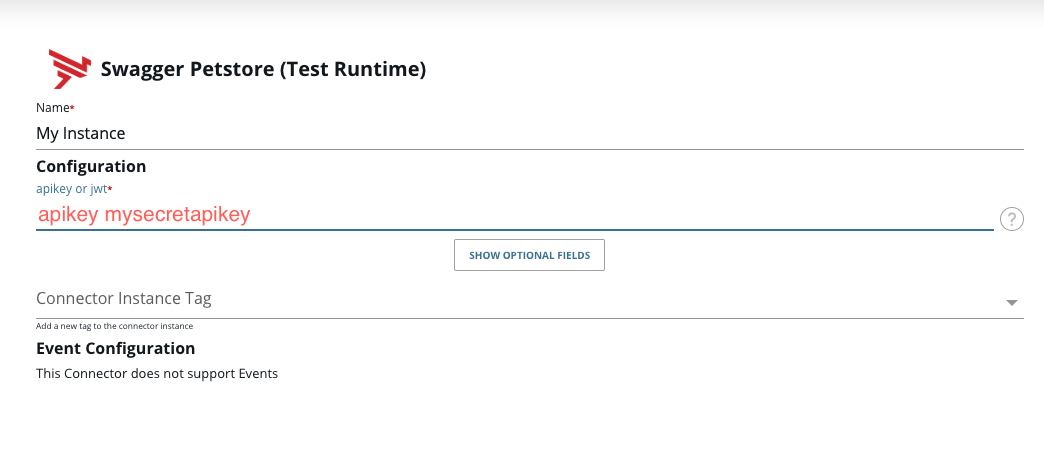 Swagger Petstore (Test Runtime)
Name*
My Instance
Configuration
apikey or jwt*
apikey mysecretapikey
?
SHOW OPTIONAL FIELDS
Connector Instance Tag
Add a new tag to the connector instance
Event Configuration
This Connector does not support Events